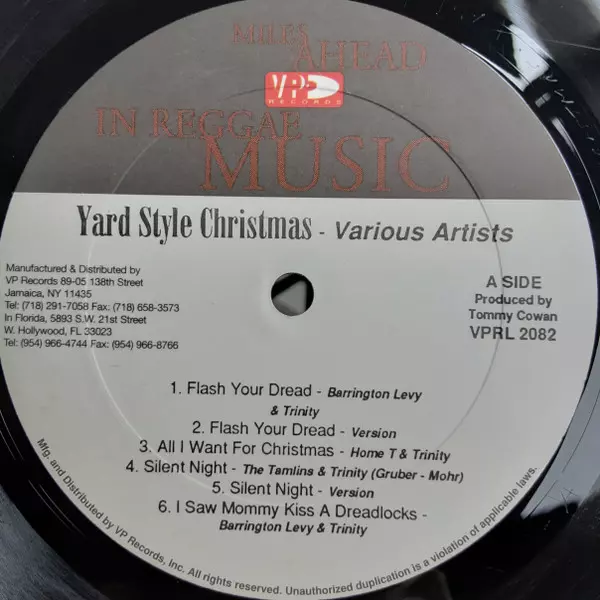 MILES
AHEAD
VP
RECORDS
IN REGGAE
MUSIC
Yard Style Christmas - Various Artists
Manufactured & Distributed by
VP Records 89-05 138th Street
Jamaica, NY 11435
Tel: (718) 291-7058 Fax: (718) 658-3573
In Florida, 5893 S.W. 21st Street
W. Hollywood, FL 33023
Tel: (954) 966-4744 Fax: (954) 966-8766
A SIDE
Produced by
Tommy Cowan
VPRL 2082
1. Flash Your Dread - Barrington Levy
& Trinity
2. Flash Your Dread - Version
3. All I Want For Christmas - Home T & Trinity
4. Silent Night - The Tamlins & Trinity (Gruber - Mohr)
5. Silent Night - Version
6. I Saw Mommy Kiss A Dreadlocks -
Barrington Levy & Trinity
Mfg. and Distributed by VP Records, Inc. All rights reserved. Unauthorized duplication is a violation of applicable laws.